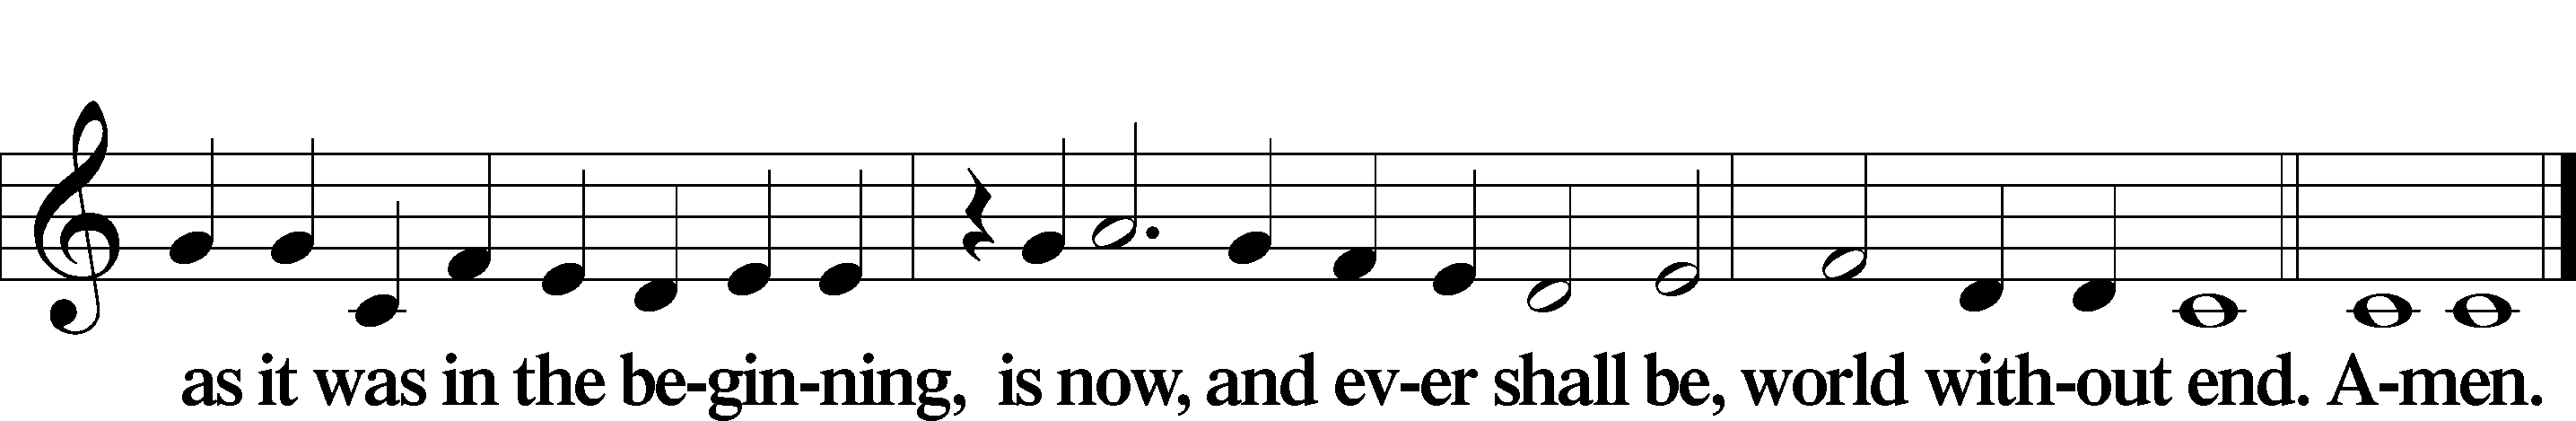 as it was in the be-gin-ning, is now, and ev-er shall be, world with-out end. A-men.